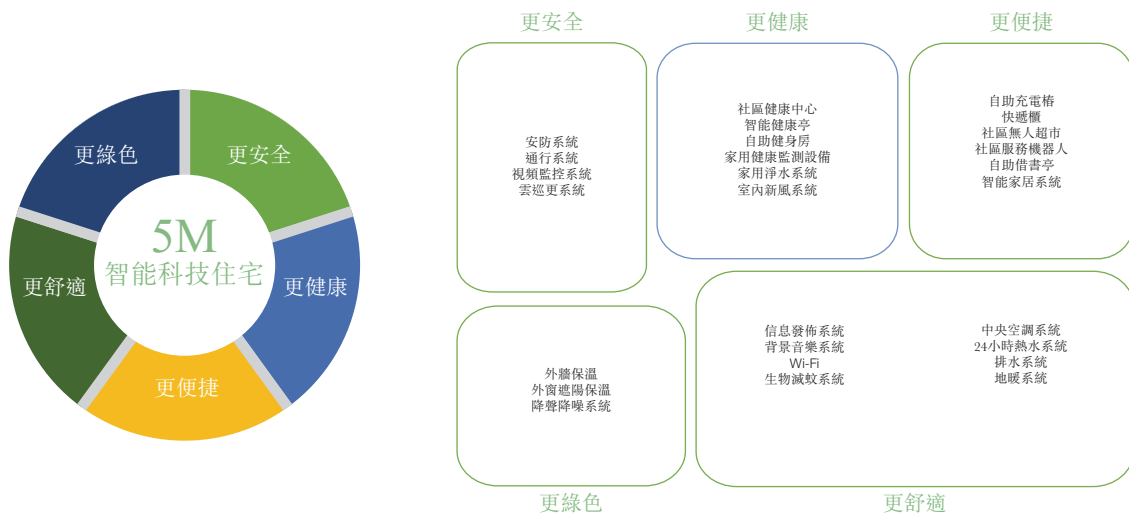 更綠色
更安全
更舒適
更健康
更便捷
5M
智能科技住宅
更安全
安防系統
通行系統
視頻監控系統
雲巡更系統
更健康
社區健康中心
智能健康亭
自助健身房
家用健康監測設備
家用淨水系統
室內新風系統
更便捷
自助充電樁
快遞櫃
社區無人超市
社區服務機器人
自助借書亭
智能家居系統
外牆保溫
外窗遮陽保溫
降聲降噪系統
更綠色
信息發佈系統
背景音樂系統
Wi-Fi
生物滅蚊系統
中央空調系統
24小時熱水系統
排水系統
地暖系統
更舒適